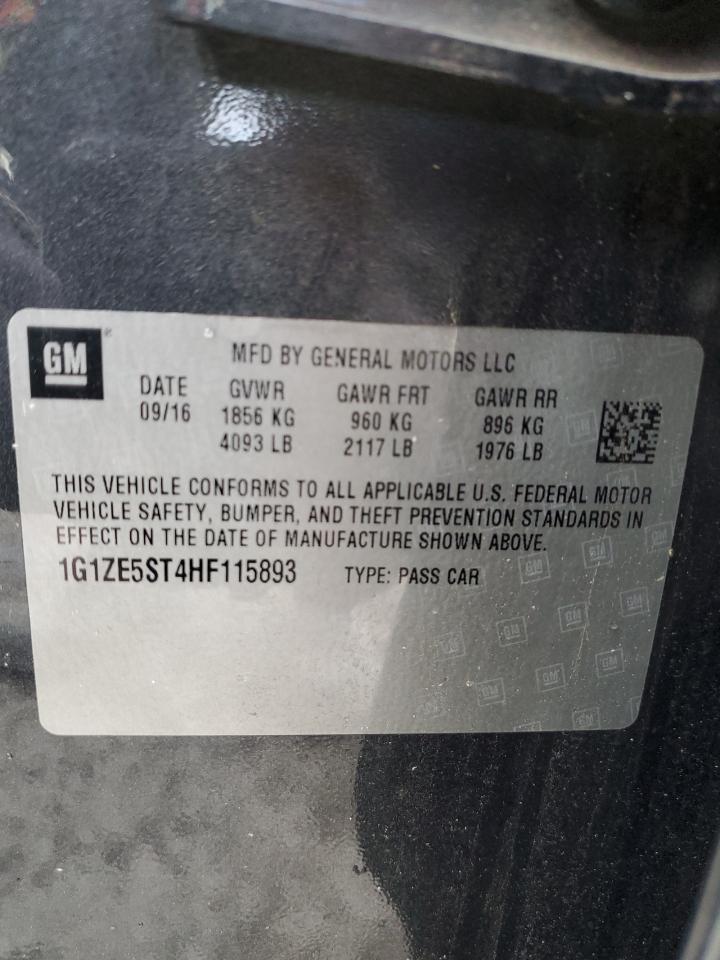 GM
MFD BY GENERAL MOTORS LLC
DATE GVWR GAWR FRT GAWR RR
09/16 1856 KG 960 KG 896 KG
4093 LB 2117 LB 1976 LB
THIS VEHICLE CONFORMS TO ALL APPLICABLE U.S. FEDERAL MOTOR
VEHICLE SAFETY, BUMPER, AND THEFT PREVENTION STANDARDS IN
EFFECT ON THE DATE OF MANUFACTURE SHOWN ABOVE.
1G1ZE5ST4HF115893 TYPE: PASS CAR